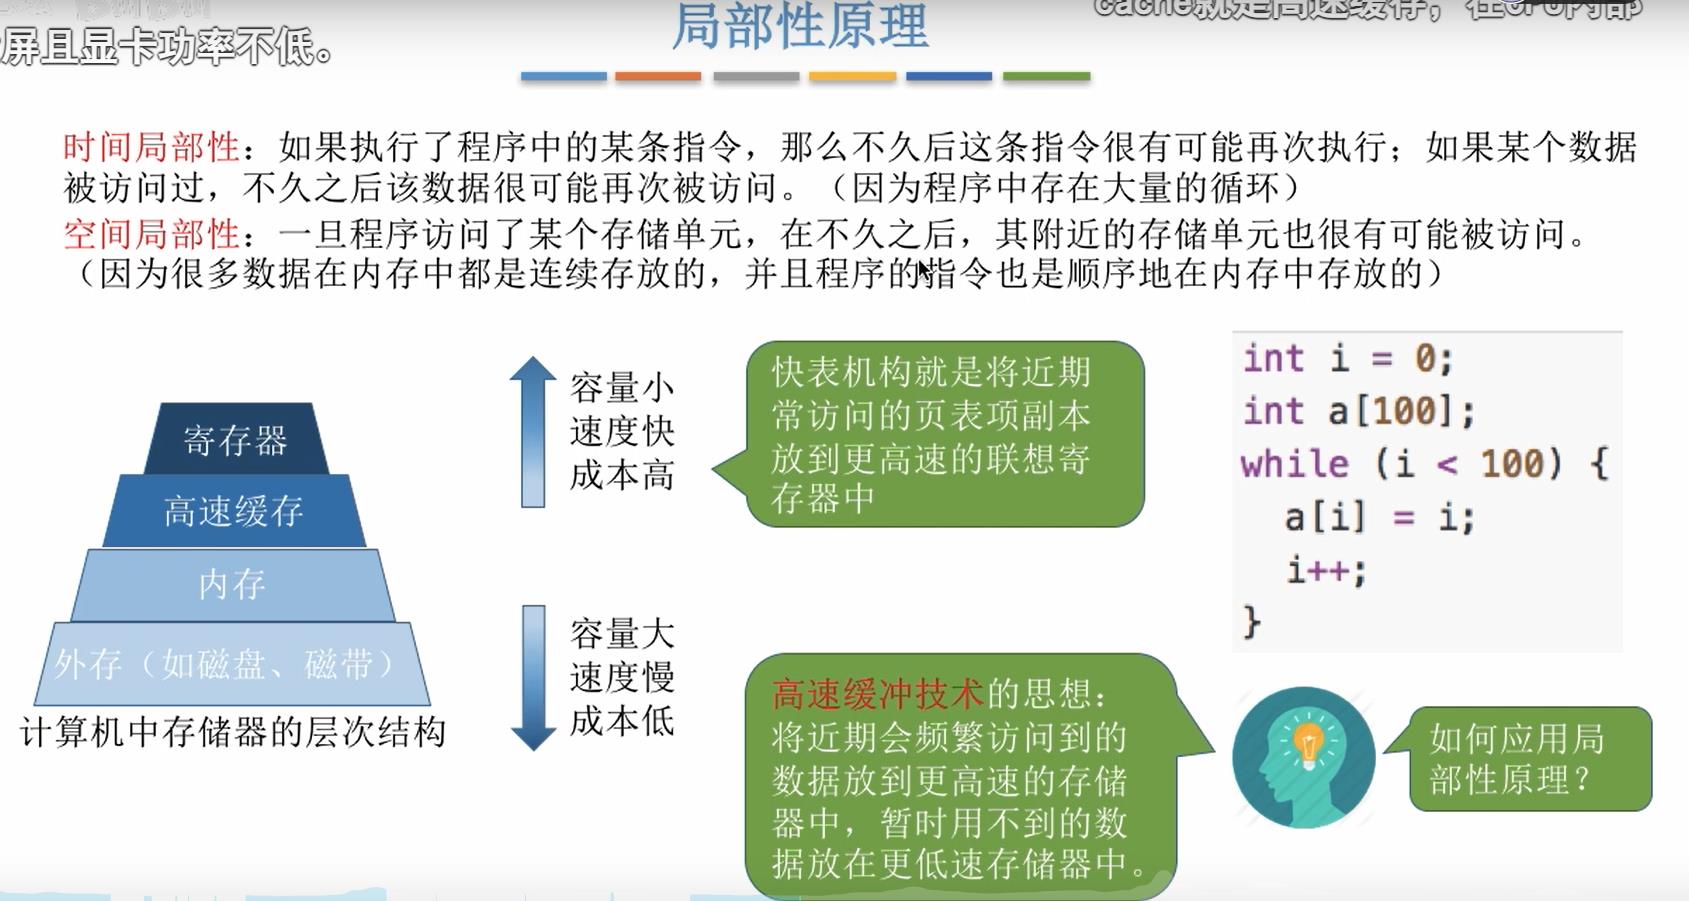 cache就是高速缓存，在CPU内部
屏且显卡功率不低。
局部性原理
时间局部性：如果执行了程序中的某条指令，那么不久后这条指令很有可能再次执行；如果某个数据
被访问过，不久之后该数据很可能再次被访问。（因为程序中存在大量的循环）
空间局部性：一旦程序访问了某个存储单元，在不久之后，其附近的存储单元也很有可能被访问。
（因为很多数据在内存中都是连续存放的，并且程序的指令也是顺序地在内存中存放的）
寄存器
高速缓存
内存
外存（如磁盘、磁带）
计算机中存储器的层次结构
容量小
速度快
成本高
容量大
速度慢
成本低
快表机构就是将近期
常访问的页表项副本
放到更高速的联想寄
存器中
int i = 0;
int a[100];
while (i < 100) {
a[i] = i;
i++;
}
高速缓冲技术的思想：
将近期会频繁访问到的
数据放到更高速的存储
器中，暂时用不到的数
据放在更低速存储器中。
如何应用局
部性原理？